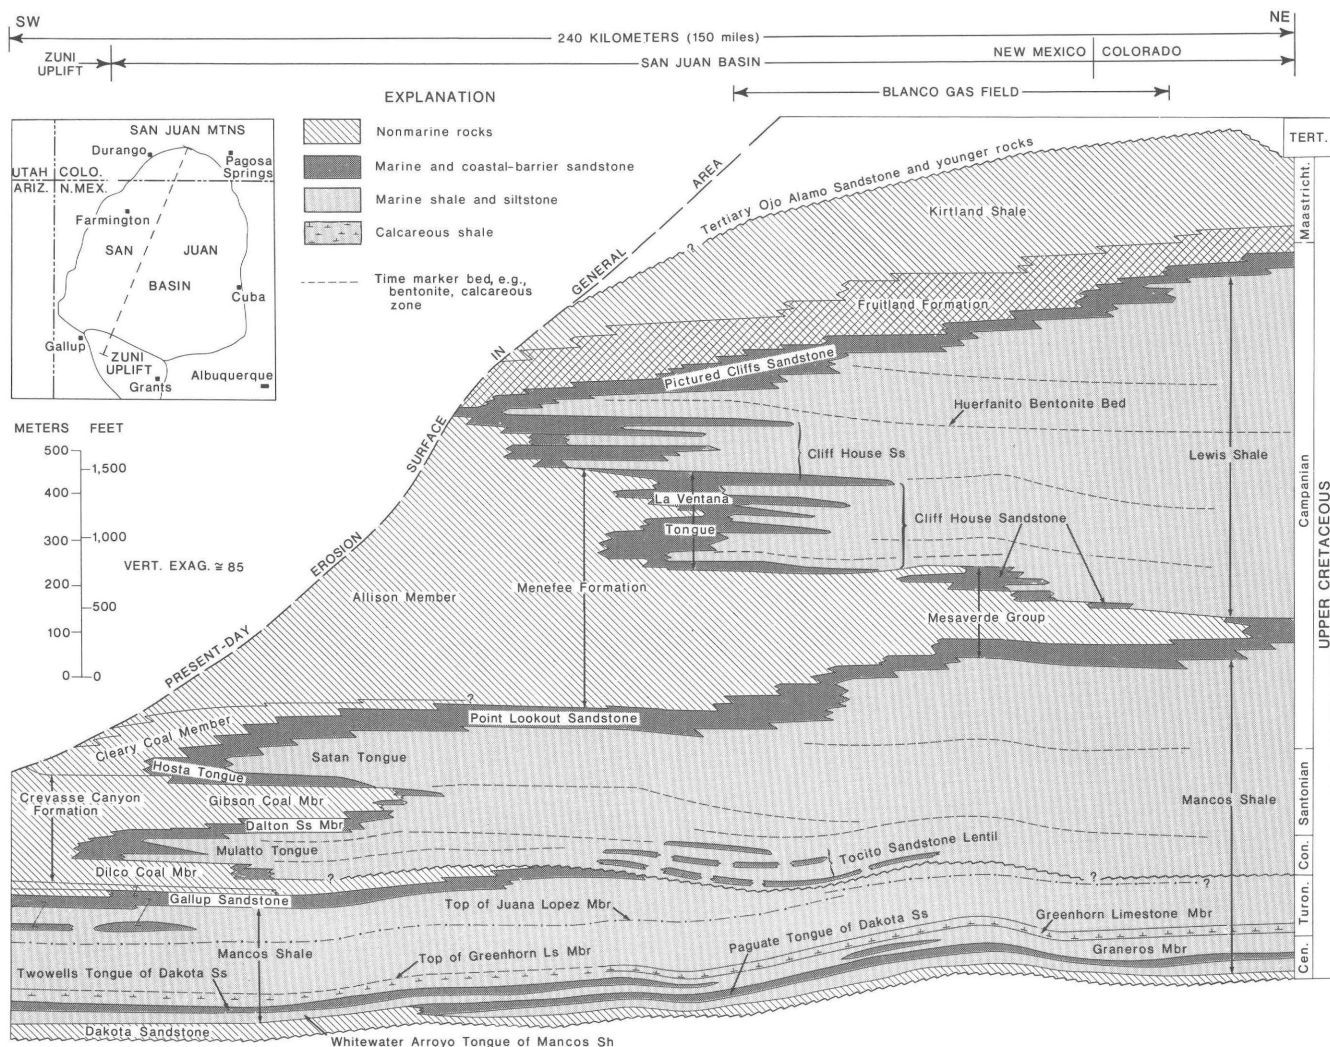 SW
NE
240 KILOMETERS (150 miles)
ZUNI
UPLIFT
SAN JUAN BASIN
NEW MEXICO
COLORADO
BLANCO GAS FIELD
EXPLANATION
Nonmarine rocks
Marine and coastal-barrier sandstone
Marine shale and siltstone
Calcareous shale
Time marker bed, e.g.,
bentonite, calcareous
zone
SAN JUAN MTNS
Durango
Pagosa
Springs
UTAH
COLO.
ARIZ.
N.MEX.
Farmington
SAN JUAN
BASIN
Cuba
Gallup
ZUNI
UPLIFT
Grants
Albuquerque
METERS FEET
500
1,500
400
300
1,000
200
500
100
0
0
VERT. EXAG. ≅ 85
PRESENT-DAY
EROSION
SURFACE
IN
GENERAL
AREA
?
Tertiary Ojo Alamo Sandstone and younger rocks
Kirtland Shale
Fruitland Formation
Pictured Cliffs Sandstone
Huerfanito Bentonite Bed
Cliff House Ss
Lewis Shale
La Ventana
Tongue
Cliff House Sandstone
Menefee Formation
Allison Member
Mesaverde Group
?
Cleary Coal Member
Point Lookout Sandstone
Satan Tongue
Hosta Tongue
Crevasse Canyon
Formation
Gibson Coal Mbr
Mancos Shale
Dalton Ss Mbr
Mulatto Tongue
Tocito Sandstone Lentil
Dilco Coal Mbr
?
?
?
Gallup Sandstone
Top of Juana Lopez Mbr
Greenhorn Limestone Mbr
Mancos Shale
Paguate Tongue of Dakota Ss
Graneros Mbr
Top of Greenhorn Ls Mbr
Twowells Tongue of Dakota Ss
Dakota Sandstone
Whitewater Arroyo Tongue of Mancos Sh
TERT.
Maastricht.
Campanian
Santonian
Con.
Turon.
Cen.
UPPER CRETACEOUS